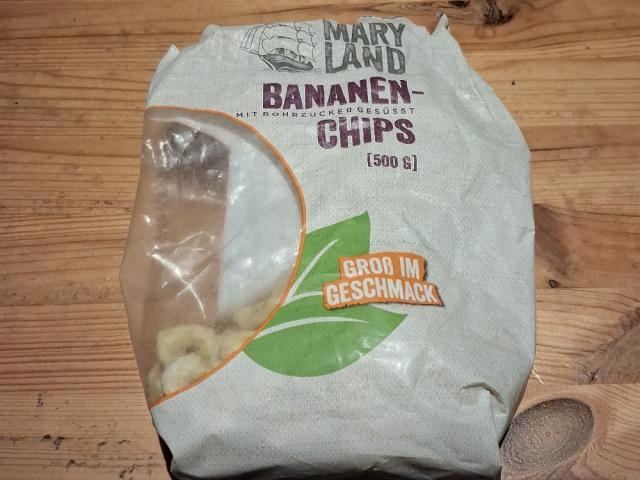 MARY
LAND
BANANEN-
MIT ROHRZUCKER GESÜSST
CHIPS
[500 G]
GROß IM
GESCHMACK